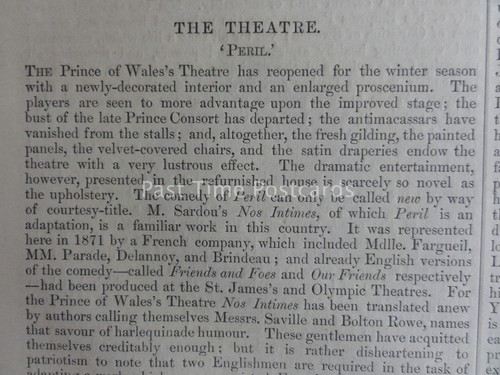 THE THEATRE.
‘PERIL.’
THE Prince of Wales’s Theatre has reopened for the winter season
with a newly-decorated interior and an enlarged proscenium. The
players are seen to more advantage upon the improved stage; the
bust of the late Prince Consort has departed; the antimacassars have
vanished from the stalls; and, altogether, the fresh gilding, the painted
panels, the velvet-covered chairs, and the satin draperies endow the
theatre with a very lustrous effect. The dramatic entertainment,
however, presented in the refurnished house is scarcely so novel as
the upholstery. The comedy of Peril can only be called new by way
of courtesy-title. M. Sardou’s Nos Intimes, of which Peril is an
adaptation, is a familiar work in this country. It was represented
here in 1871 by a French company, which included Mdlle. Fargueil,
MM. Parade, Delannoy, and Brindeau; and already English versions
of the comedy—called Friends and Foes and Our Friends respectively
—had been produced at the St. James’s and Olympic Theatres. For
the Prince of Wales’s Theatre Nos Intimes has been translated anew
by authors calling themselves Messrs. Saville and Bolton Rowe, names
that savour of harlequinade humour. These gentlemen have acquitted
themselves creditably enough; but it is rather disheartening to
patriotism to note that two Englishmen are required in the task of
Past Time Postcards